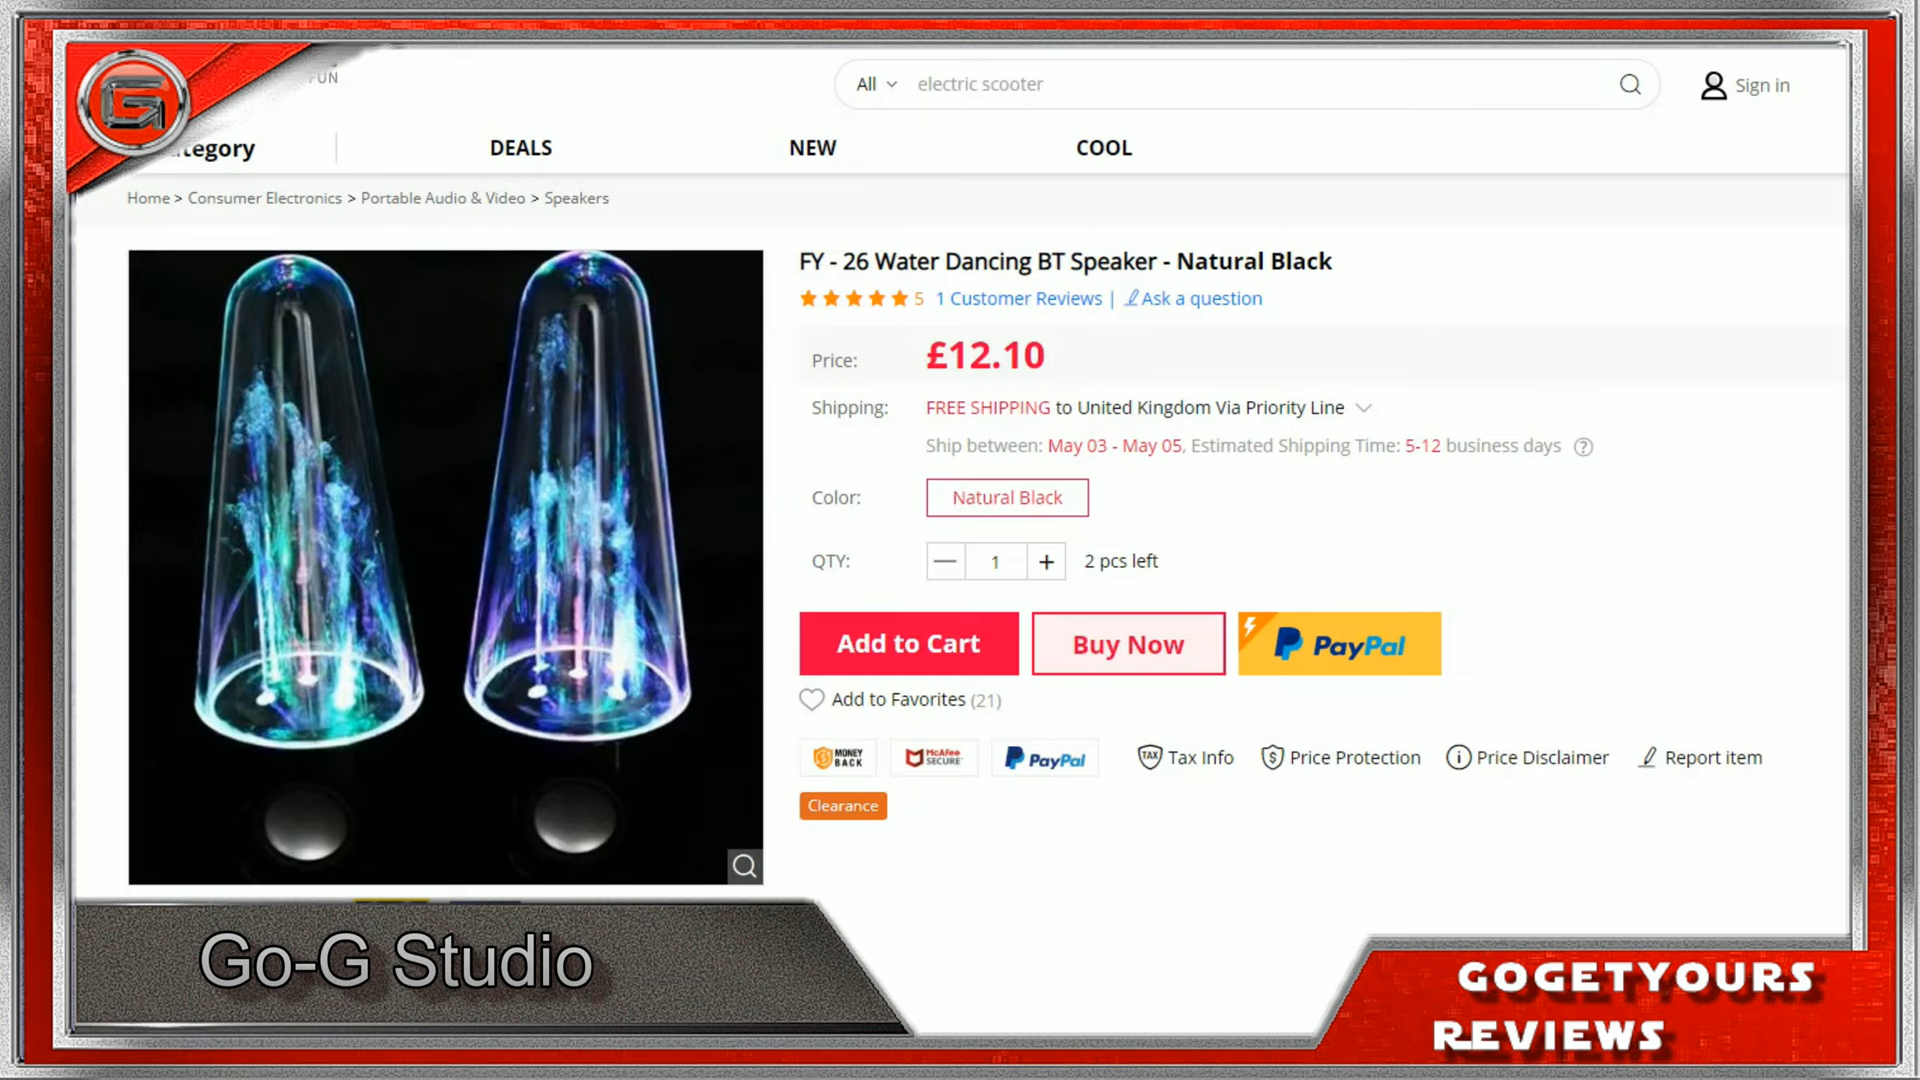 FUN
All electric scooter
Sign in
tegory
DEALS NEW COOL
Home > Consumer Electronics > Portable Audio & Video > Speakers
FY - 26 Water Dancing BT Speaker - Natural Black
5 1 Customer Reviews | Ask a question
Price: £12.10
Shipping: FREE SHIPPING to United Kingdom Via Priority Line
Ship between: May 03 - May 05, Estimated Shipping Time: 5-12 business days ?
Color: Natural Black
QTY: — 1 + 2 pcs left
Add to Cart Buy Now PayPal
Add to Favorites (21)
MONEY BACK McAfee SECURE PayPal TAX Tax Info Price Protection Price Disclaimer Report item
Clearance
Go-G Studio
GOGETYOURS
REVIEWS